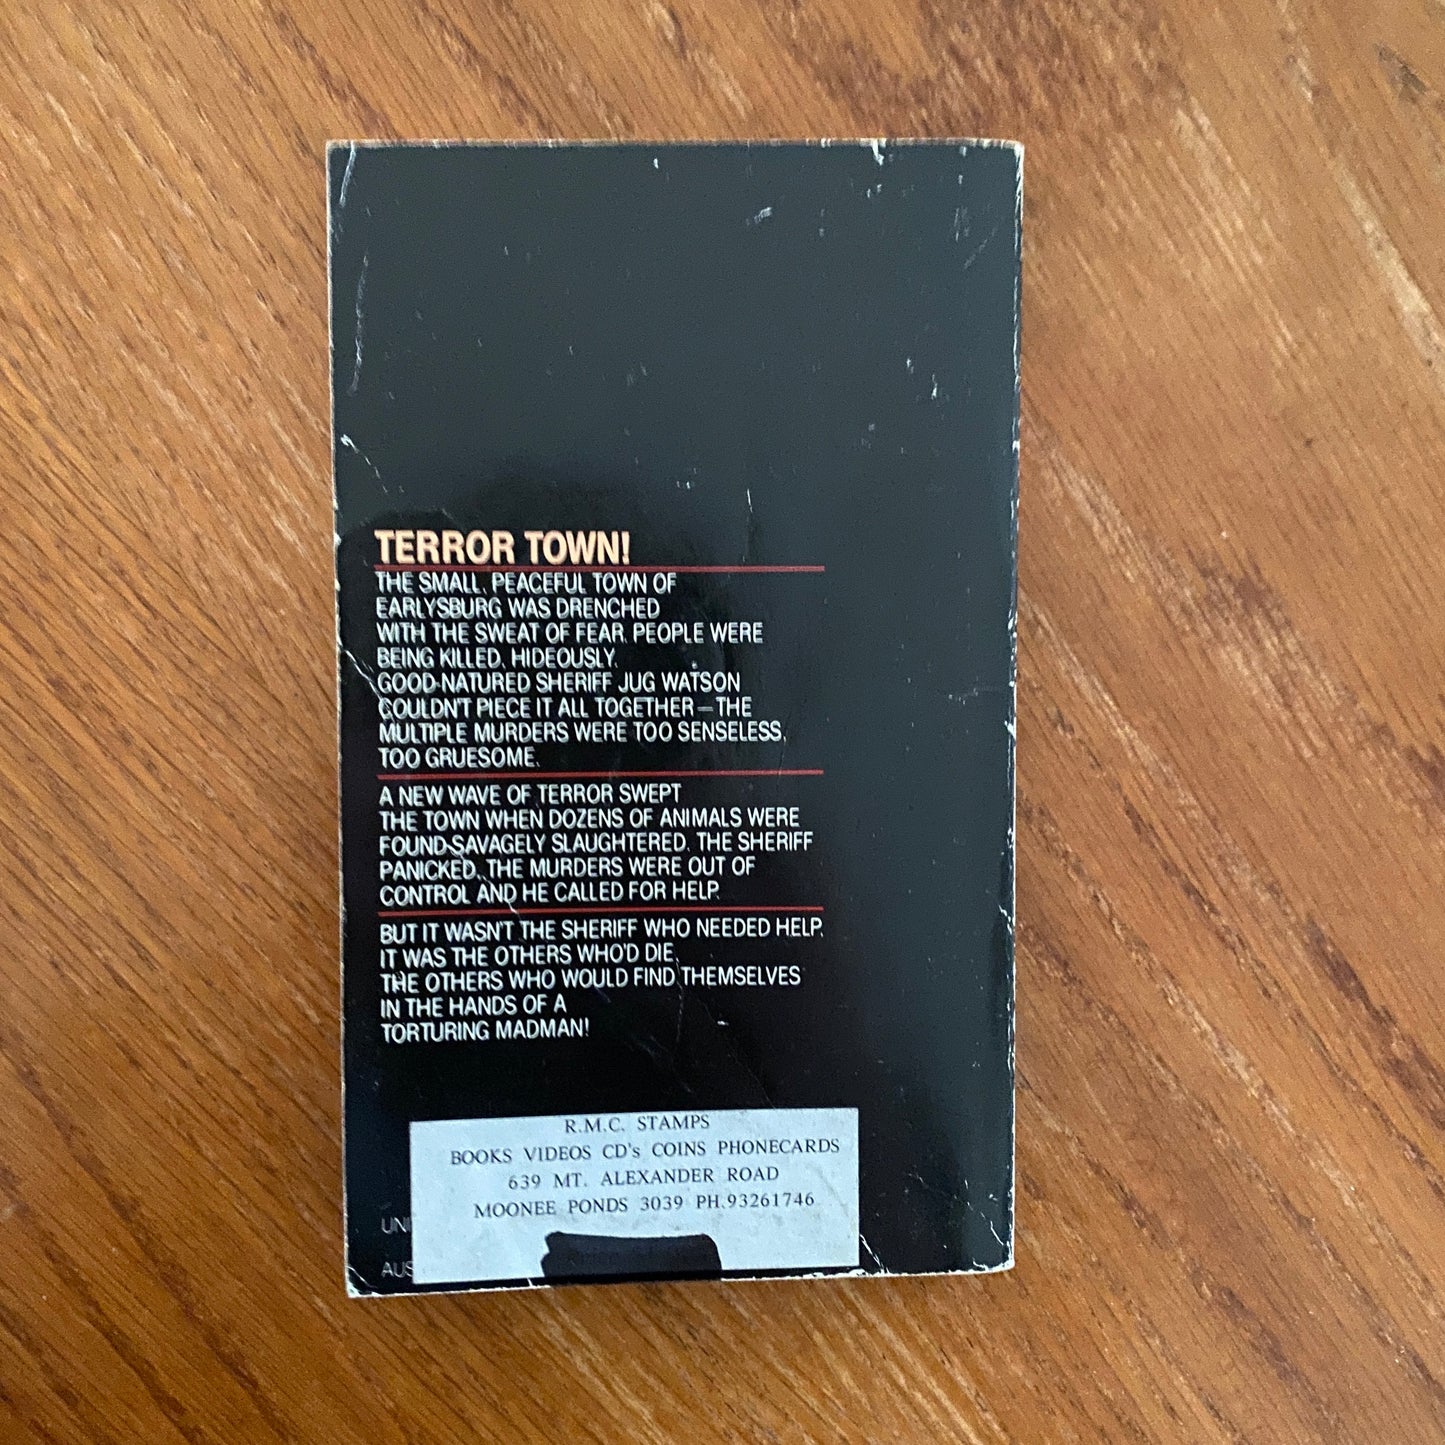 TERROR TOWN!
THE SMALL, PEACEFUL TOWN OF
EARLYSBURG WAS DRENCHED
WITH THE SWEAT OF FEAR. PEOPLE WERE
BEING KILLED, HIDEOUSLY.
GOOD-NATURED SHERIFF JUG WATSON
COULDN'T PIECE IT ALL TOGETHER—THE
MULTIPLE MURDERS WERE TOO SENSELESS,
TOO GRUESOME.
A NEW WAVE OF TERROR SWEPT
THE TOWN WHEN DOZENS OF ANIMALS WERE
FOUND SAVAGELY SLAUGHTERED. THE SHERIFF
PANICKED. THE MURDERS WERE OUT OF
CONTROL AND HE CALLED FOR HELP.
BUT IT WASN'T THE SHERIFF WHO NEEDED HELP.
IT WAS THE OTHERS WHO'D DIE.
THE OTHERS WHO WOULD FIND THEMSELVES
IN THE HANDS OF A
TORTURING MADMAN!
R.M.C. STAMPS
BOOKS VIDEOS CD's COINS PHONECARDS
639 MT. ALEXANDER ROAD
MOONEE PONDS 3039 PH.93261746